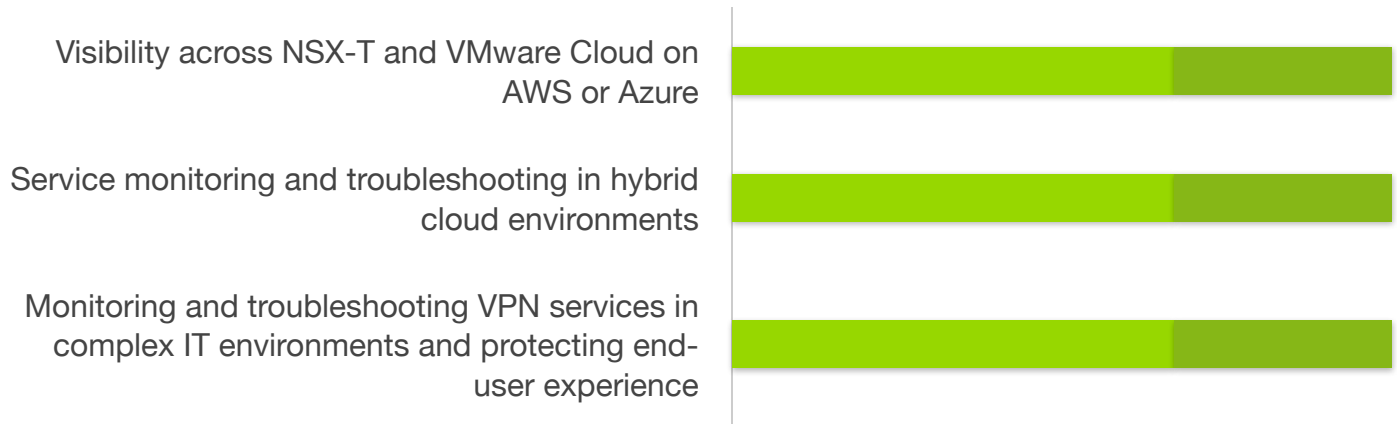 Visibility across NSX-T and VMware Cloud on
AWS or Azure
Service monitoring and troubleshooting in hybrid
cloud environments
Monitoring and troubleshooting VPN services in
complex IT environments and protecting end-
user experience